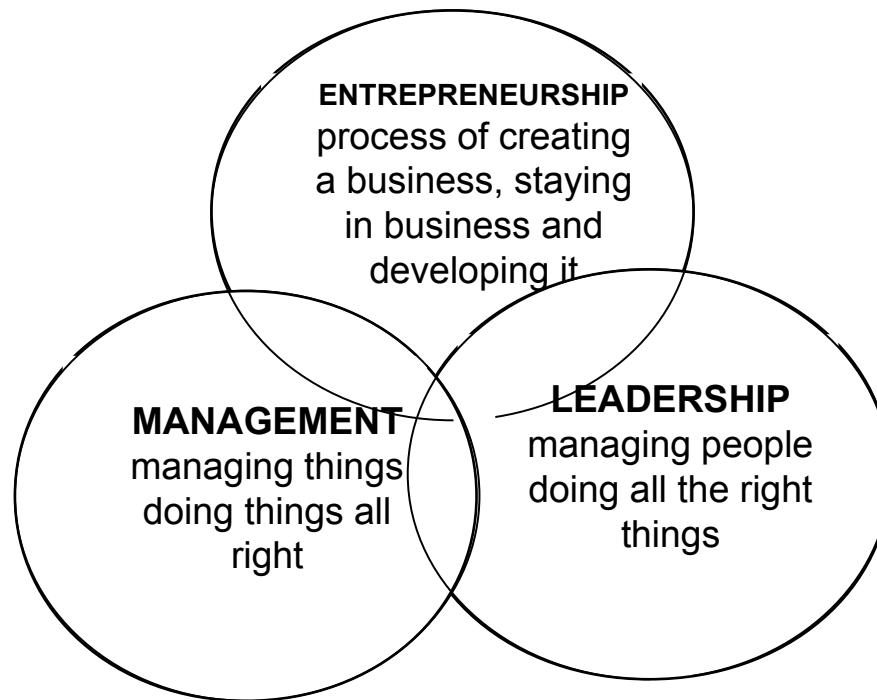 ENTREPRENEURSHIP
process of creating
a business, staying
in business and
developing it
MANAGEMENT
managing things
doing things all
right
LEADERSHIP
managing people
doing all the right
things